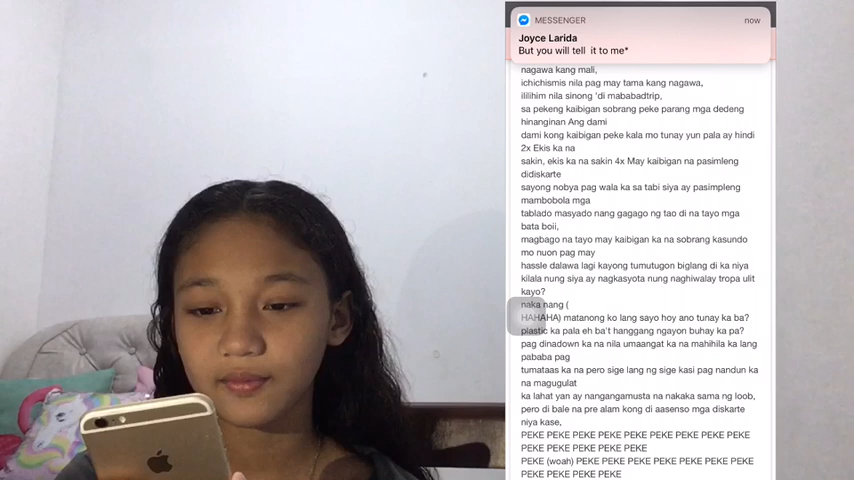 MESSENGER now
Joyce Larida
But you will tell it to me*
nagawa kang mali,
ichichismis nila pag may tama kang nagawa,
ililihim nila sinong 'di mababadtrip,
sa pekeng kaibigan sobrang peke parang mga dedeng
hinanginan Ang dami
dami kong kaibigan peke kala mo tunay yun pala ay hindi
2x Ekis ka na
sakin, ekis ka na sakin 4x May kaibigan na pasimleng
didiskarte
sayong nobya pag wala ka sa tabi siya ay pasimpleng
mambobola mga
tablado masyado nang gagago ng tao di na tayo mga
bata boii,
magbago na tayo may kaibigan ka na sobrang kasundo
mo nuon pag may
hassle dalawa lagi kayong tumutugon biglang di ka niya
kilala nung siya ay nagkasyota nung naghiwalay tropa ulit
kayo?
naka nang (
HAHAHA) matanong ko lang sayo hoy ano tunay ka ba?
plastic ka pala eh ba't hanggang ngayon buhay ka pa?
pag dinadown ka na nila umaangat ka na mahihila ka lang
pababa pag
tumataas ka na pero sige lang ng sige kasi pag nandun ka
na magugulat
ka lahat yan ay nangangamusta na nakaka sama ng loob,
pero di bale na pre alam kong di aasenso mga diskarte
niya kase,
PEKE PEKE PEKE PEKE PEKE PEKE PEKE PEKE PEKE
PEKE PEKE PEKE PEKE PEKE
PEKE (woah) PEKE PEKE PEKE PEKE PEKE PEKE PEKE
PEKE PEKE PEKE PEKE